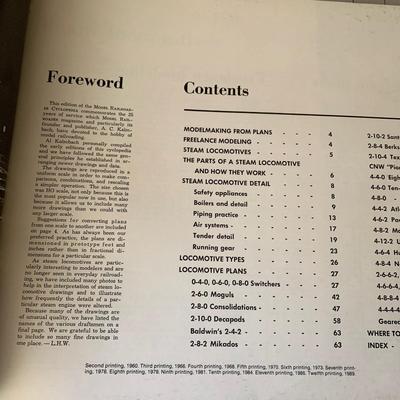 Foreword
This edition of the MODEL RAILROAD-
ER CYCLOPEDIA commemorates the 25
years of service which MODEL RAIL-
ROADER magazine and particularly its
founder and publisher, A. C. Kalm-
bach, have devoted to the hobby of
model railroading.
Al Kalmbach personally compiled
the early editions of this cyclopedia
and we have followed the same gen-
eral principles he established in ar-
ranging newer drawings and data.
The drawings are reproduced in a
uniform scale in order to make com-
parisons, combinations, and rescaling
a simpler operation. The size chosen
was HO scale, not only because this is
the most popular now in use, but also
because it allows us to include many
more drawings than we could with
any larger scale.
Suggestions for converting plans
from one scale to another are included
on page 4. As has always been our
preferred practice, the plans are di-
mensioned in prototype feet and
inches rather than in fractional di-
mensions for a particular scale.
As steam locomotives are partic-
ularly interesting to modelers and are
no longer seen in everyday railroad-
ing, we have included many photos to
help in the interpretation of steam lo-
comotive drawings and to illustrate
how frequently the details of a par-
ticular steam engine were altered.
Because many of the drawings are
of unusual quality, we have listed the
names of the various draftsmen on a
final page. We are grateful to be able
to include so many fine drawings in
one place. — L.H.W.
Contents
MODELMAKING FROM PLANS - - - - 4
FREELANCE MODELING - - - - 4
STEAM LOCOMOTIVES - - - - 5
THE PARTS OF A STEAM LOCOMOTIVE
AND HOW THEY WORK - - - - 6
STEAM LOCOMOTIVE DETAIL - - - - 8
Safety appliances - - - - 8
Boilers and detail - - - - 9
Piping practice - - - - 13
Air systems - - - - 17
Tender detail - - - - 19
Running gear - - - - 23
LOCOMOTIVE TYPES - - - - 26
LOCOMOTIVE PLANS - - - - 27
0-4-0, 0-6-0, 0-8-0 Switchers - - - - 27
2-6-0 Moguls - - - - 37
2-8-0 Consolidations - - - - 42
2-10-0 Decapods - - - - 58
Baldwin's 2-4-2 - - - - 63
2-8-2 Mikados - - - - 63
2-10-2 Sant
2-8-4 Berks
2-10-4 Tex
CNW "Pio
4-4-0 Eigh
4-6-0 Ten-
4-8-0
4-4-2 Atl
4-6-2 Pac
4-8-2 Mo
4-12-2 U
4-6-4 H
4-8-4 N
2-6-6-2,
2-6-6-4,
4-8-8-4
4-4-4-4
Geared
WHERE TO
INDEX -
Second printing, 1960. Third printing, 1966. Fourth printing, 1968. Fifth printing, 1970. Sixth printing, 1973. Seventh print-
ing, 1976. Eighth printing, 1979. Ninth printing, 1981. Tenth printing, 1984. Eleventh printing, 1986. Twelfth printing, 1989.